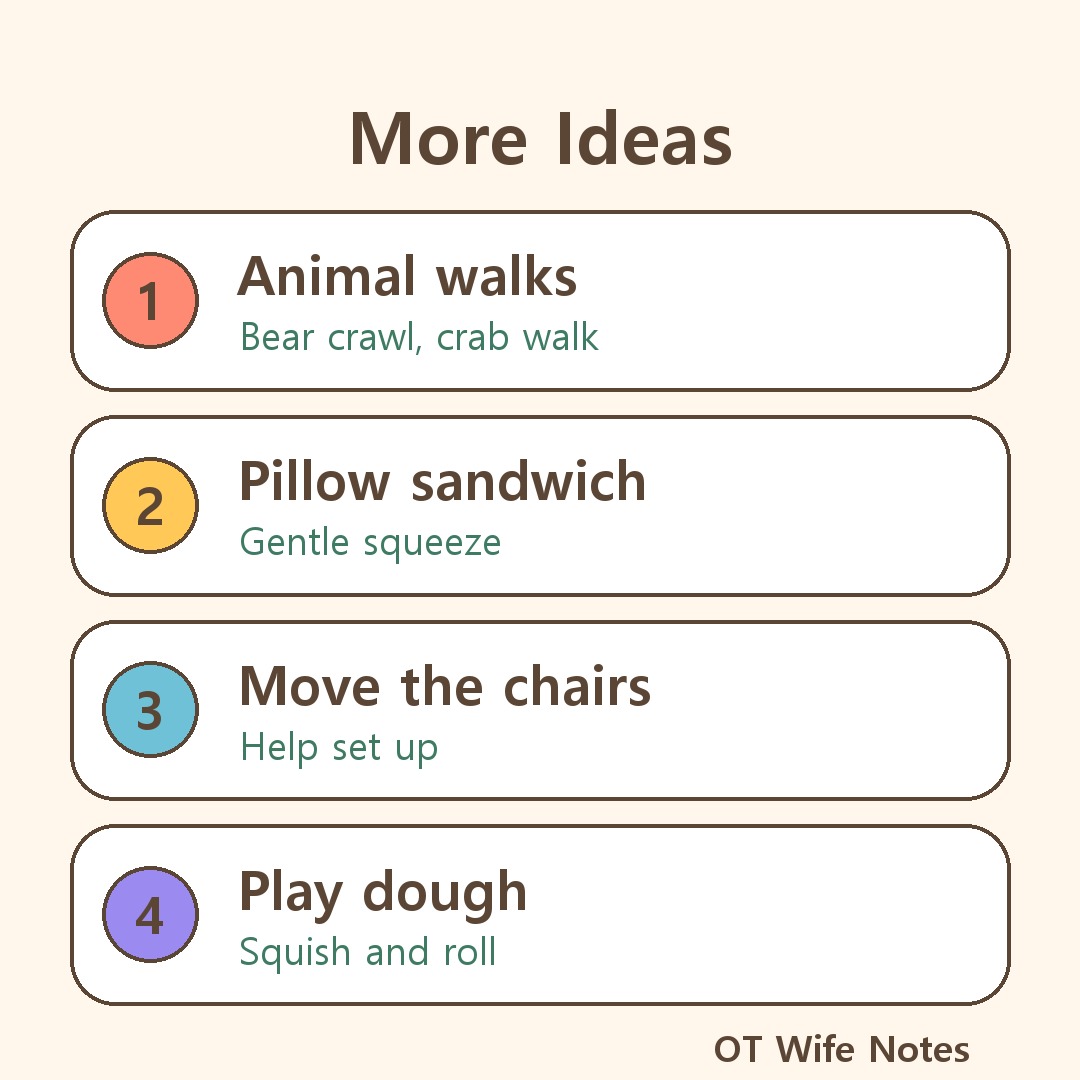 More Ideas
1
Animal walks
Bear crawl, crab walk
2
Pillow sandwich
Gentle squeeze
3
Move the chairs
Help set up
4
Play dough
Squish and roll
OT Wife Notes